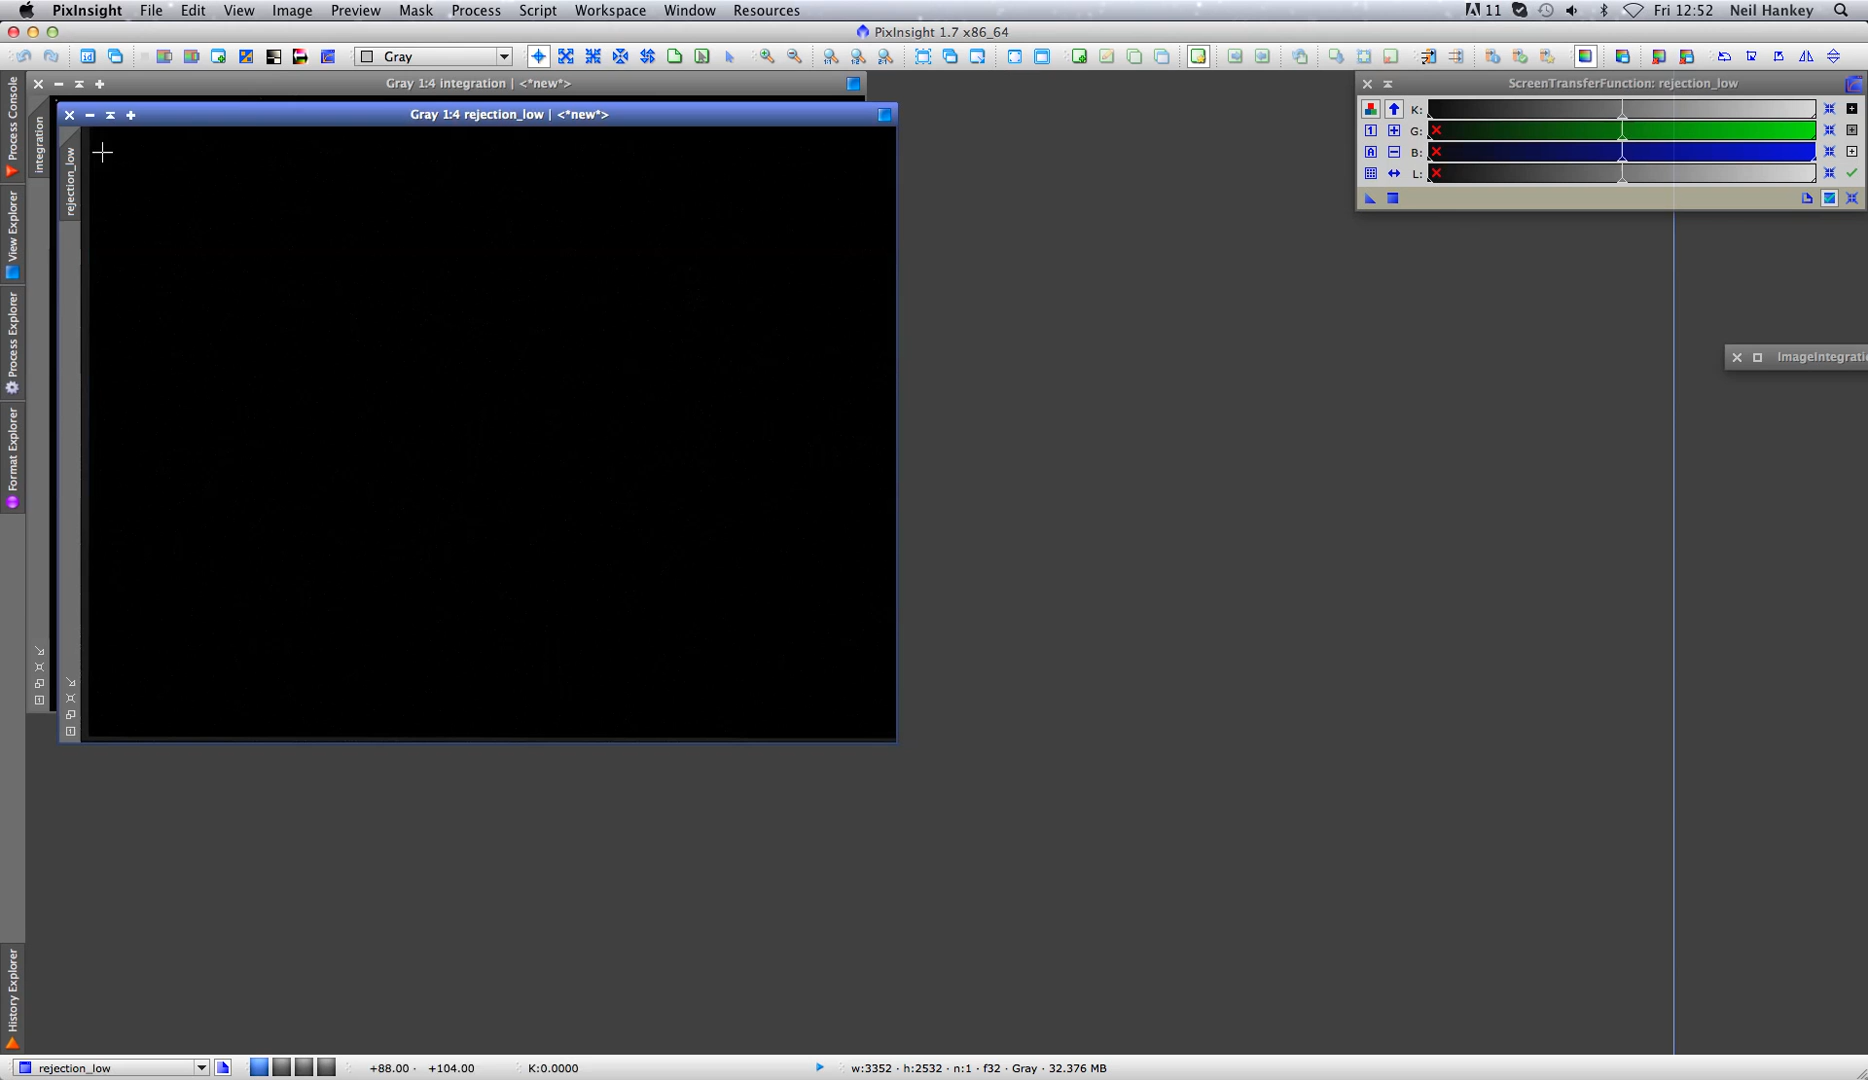 PixInsight File Edit View Image Preview Mask Process Script Workspace Window Resources 11 Fri 12:52 Neil Hankey
PixInsight 1.7 x86_64
Gray
Gray 1:4 integration | <*new*>
ScreenTransferFunction: rejection_low
Gray 1:4 rejection_low | <*new*>
K:
G:
B:
L:
Process Console
View Explorer
Process Explorer
Format Explorer
History Explorer
integration
rejection_low
ImageIntegrati
rejection_low +88.00 · +104.00 K:0.0000 w:3352 · h:2532 · n:1 · f32 · Gray · 32.376 MB